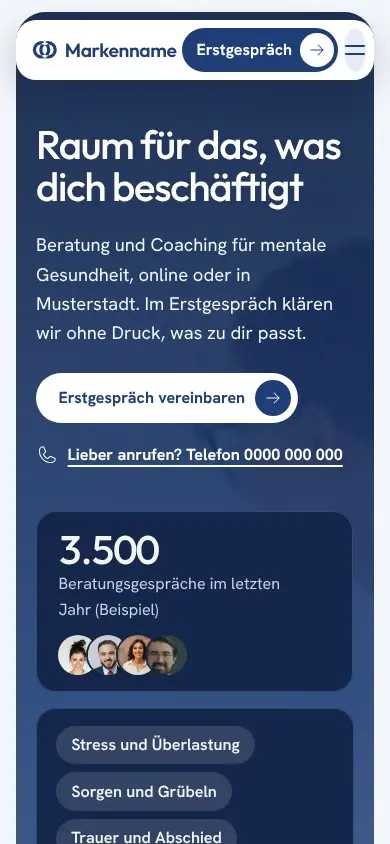 Markenname
Erstgespräch
Raum für das, was
dich beschäftigt
Beratung und Coaching für mentale
Gesundheit, online oder in
Musterstadt. Im Erstgespräch klären
wir ohne Druck, was zu dir passt.
Erstgespräch vereinbaren
Lieber anrufen? Telefon 0000 000 000
3.500
Beratungsgespräche im letzten
Jahr (Beispiel)
Stress und Überlastung
Sorgen und Grübeln
Trauer und Abschied